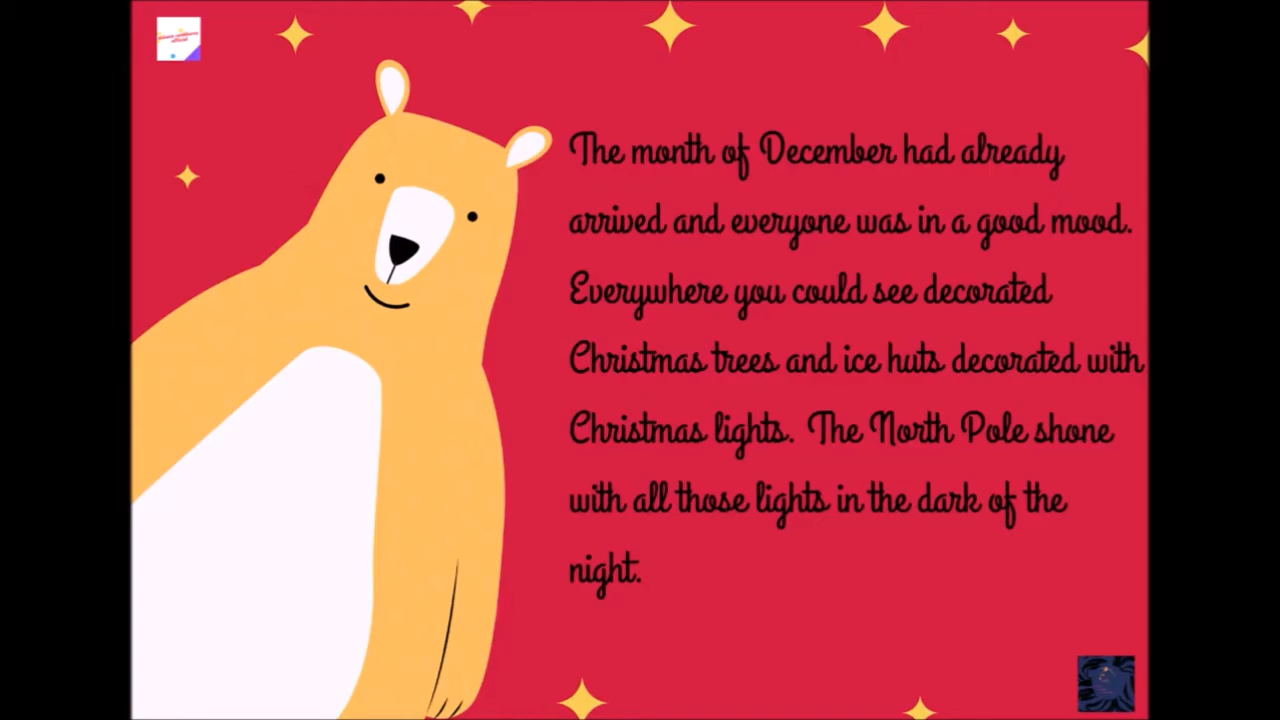 The month of December had already
arrived and everyone was in a good mood.
Everywhere you could see decorated
Christmas trees and ice huts decorated with
Christmas lights. The North Pole shone
with all those lights in the dark of the
night.